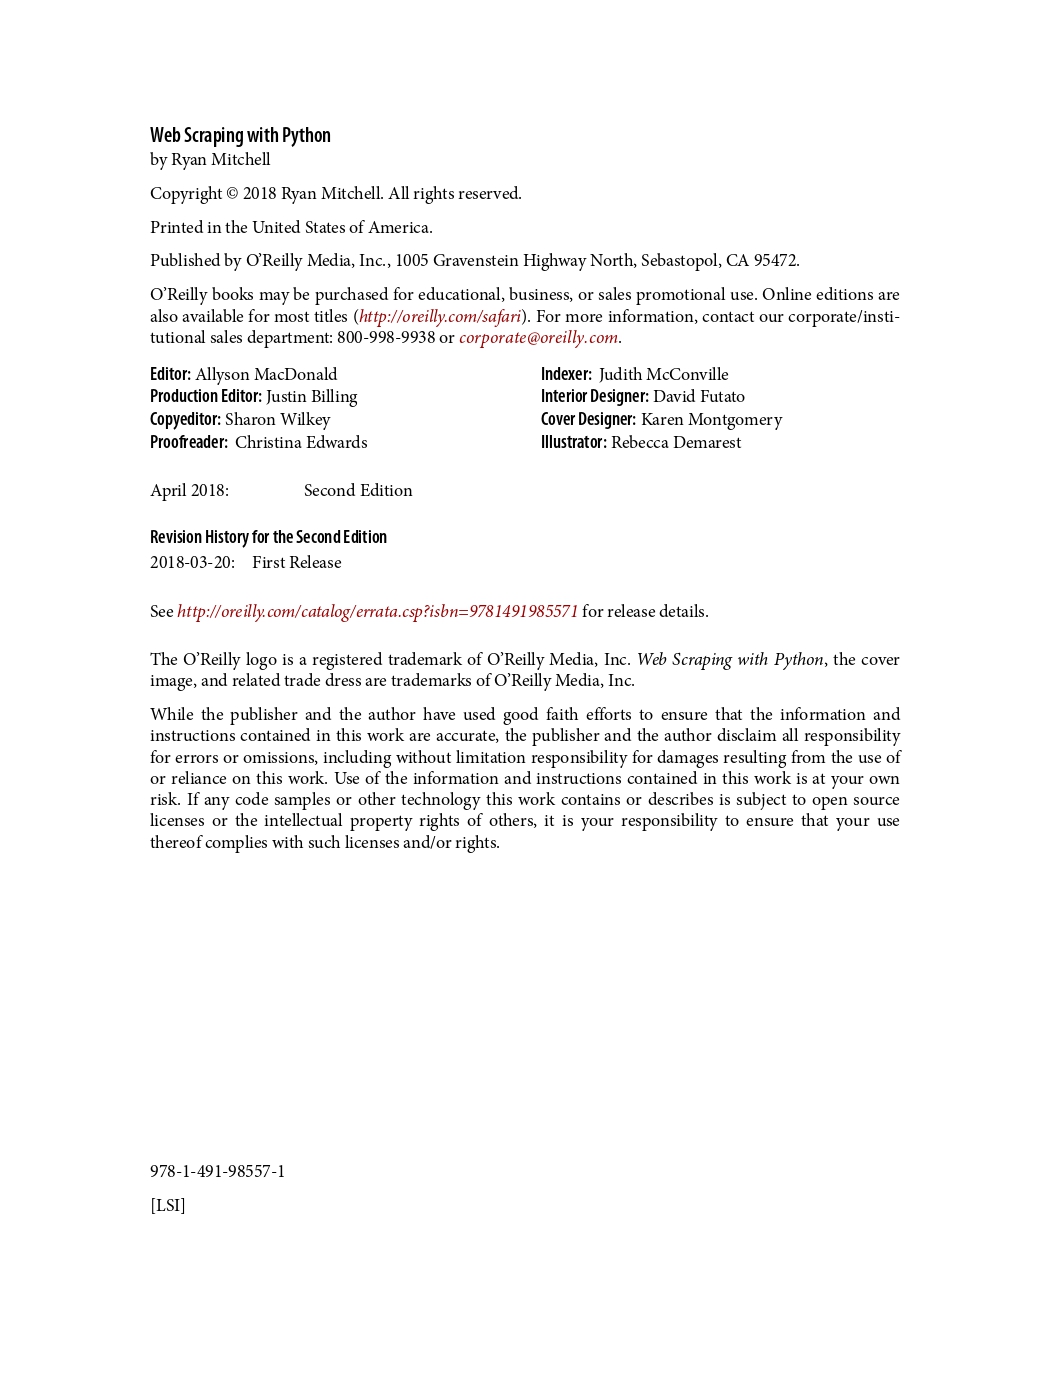 Web Scraping with Python
by Ryan Mitchell
Copyright © 2018 Ryan Mitchell. All rights reserved.
Printed in the United States of America.
Published by O’Reilly Media, Inc., 1005 Gravenstein Highway North, Sebastopol, CA 95472.
O’Reilly books may be purchased for educational, business, or sales promotional use. Online editions are
also available for most titles (http://oreilly.com/safari). For more information, contact our corporate/insti-
tutional sales department: 800-998-9938 or corporate@oreilly.com.
Editor: Allyson MacDonald
Production Editor: Justin Billing
Copyeditor: Sharon Wilkey
Proofreader: Christina Edwards
Indexer: Judith McConville
Interior Designer: David Futato
Cover Designer: Karen Montgomery
Illustrator: Rebecca Demarest
April 2018: Second Edition
Revision History for the Second Edition
2018-03-20: First Release
See http://oreilly.com/catalog/errata.csp?isbn=9781491985571 for release details.
The O’Reilly logo is a registered trademark of O’Reilly Media, Inc. Web Scraping with Python, the cover
image, and related trade dress are trademarks of O’Reilly Media, Inc.
While the publisher and the author have used good faith efforts to ensure that the information and
instructions contained in this work are accurate, the publisher and the author disclaim all responsibility
for errors or omissions, including without limitation responsibility for damages resulting from the use of
or reliance on this work. Use of the information and instructions contained in this work is at your own
risk. If any code samples or other technology this work contains or describes is subject to open source
licenses or the intellectual property rights of others, it is your responsibility to ensure that your use
thereof complies with such licenses and/or rights.
978-1-491-98557-1
[LSI]